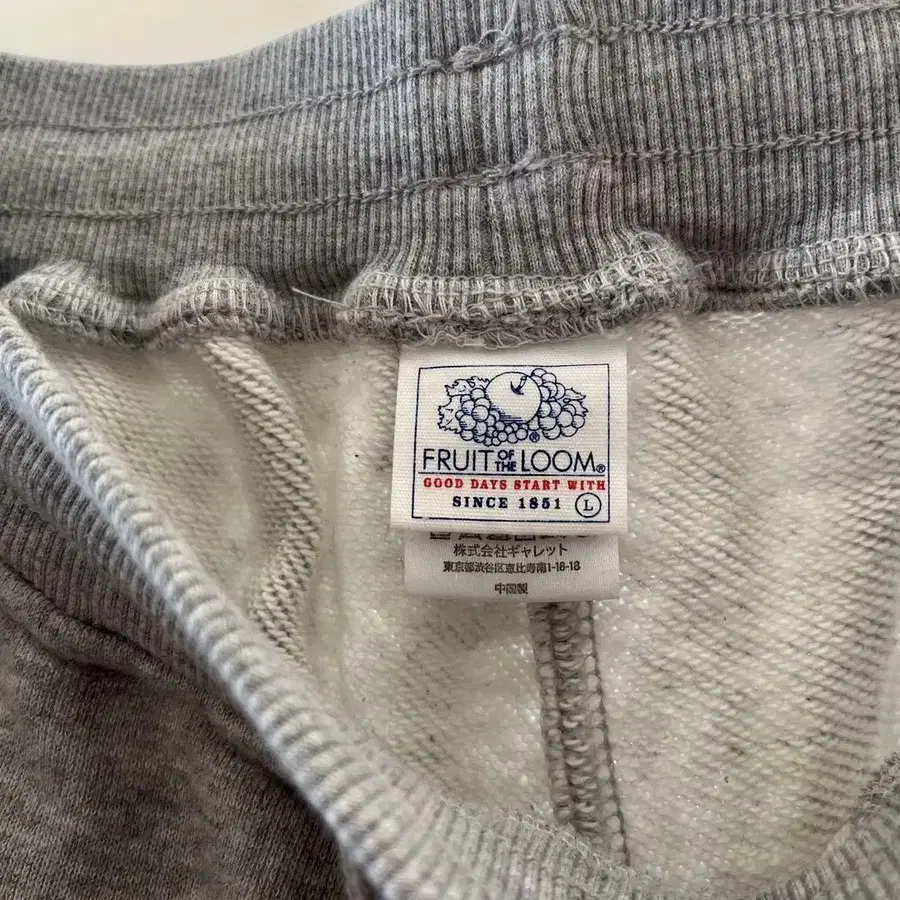 FRUIT OF THE LOOM®
GOOD DAYS START WITH
SINCE 1851 L
株式会社ギャレット
東京都渋谷区恵比寿南1-18-18
中国製